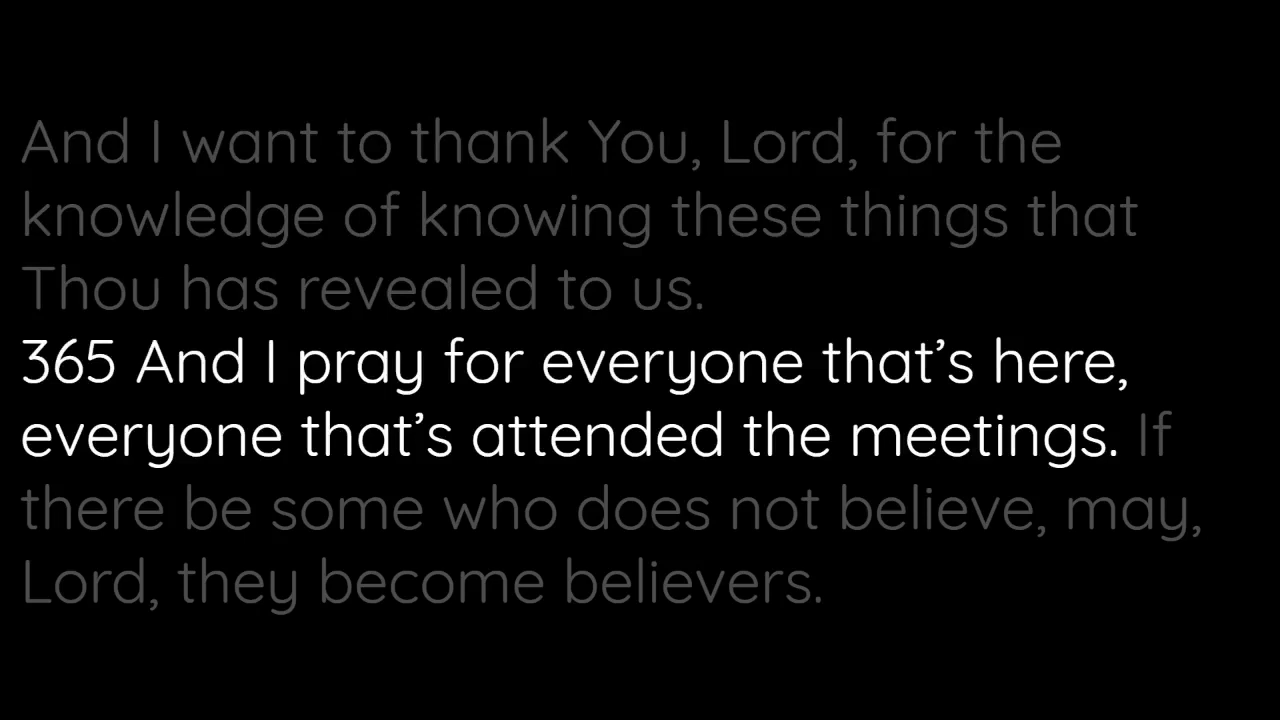 And I want to thank You, Lord, for the
knowledge of knowing these things that
Thou has revealed to us.
365 And I pray for everyone that’s here,
everyone that’s attended the meetings. If
there be some who does not believe, may,
Lord, they become believers.